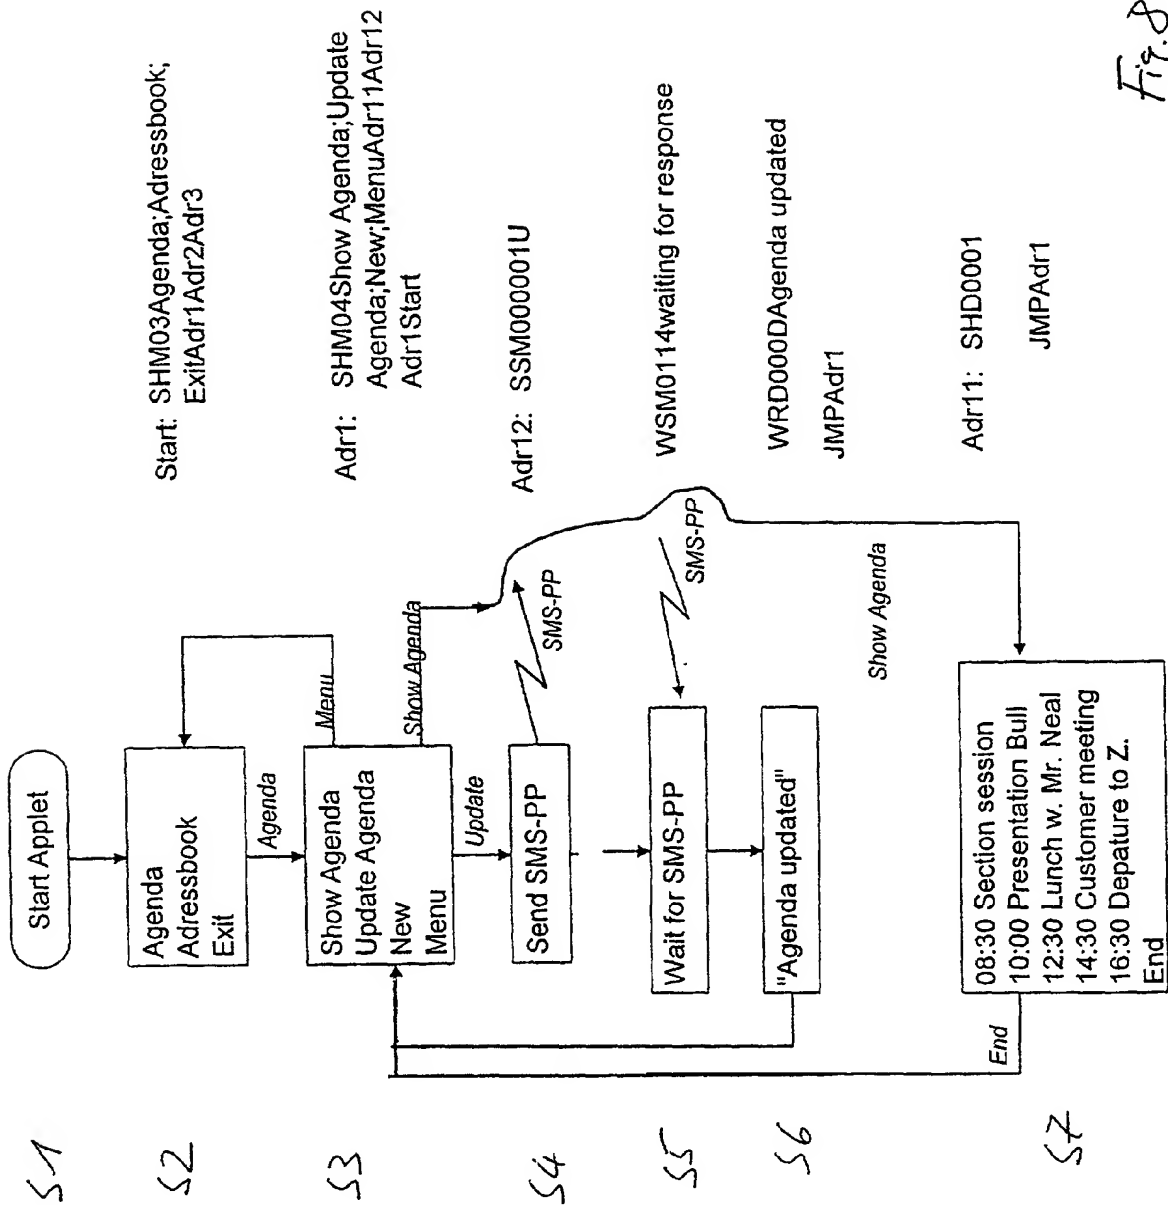 S1
Start Applet
S2
Agenda
Adressbook
Exit
Start: SHM03Agenda;Adressbook;
ExitAdr1Adr2Adr3
Agenda
Menu
S3
Show Agenda
Update Agenda
New
Menu
Adr1: SHM04Show Agenda;Update
Agenda;New;MenuAdr11Adr12
Adr1Start
Show Agenda
Update
S4
Send SMS-PP
SMS-PP
Adr12: SSM000001U
S5
Wait for SMS-PP
SMS-PP
WSM0114waiting for response
S6
"Agenda updated"
WRD000DAgenda updated
JMPAdr1
Show Agenda
End
S7
08:30 Section session
10:00 Presentation Bull
12:30 Lunch w. Mr. Neal
14:30 Customer meeting
16:30 Depature to Z.
End
Adr11: SHD0001
JMPAdr1
Fig. 8